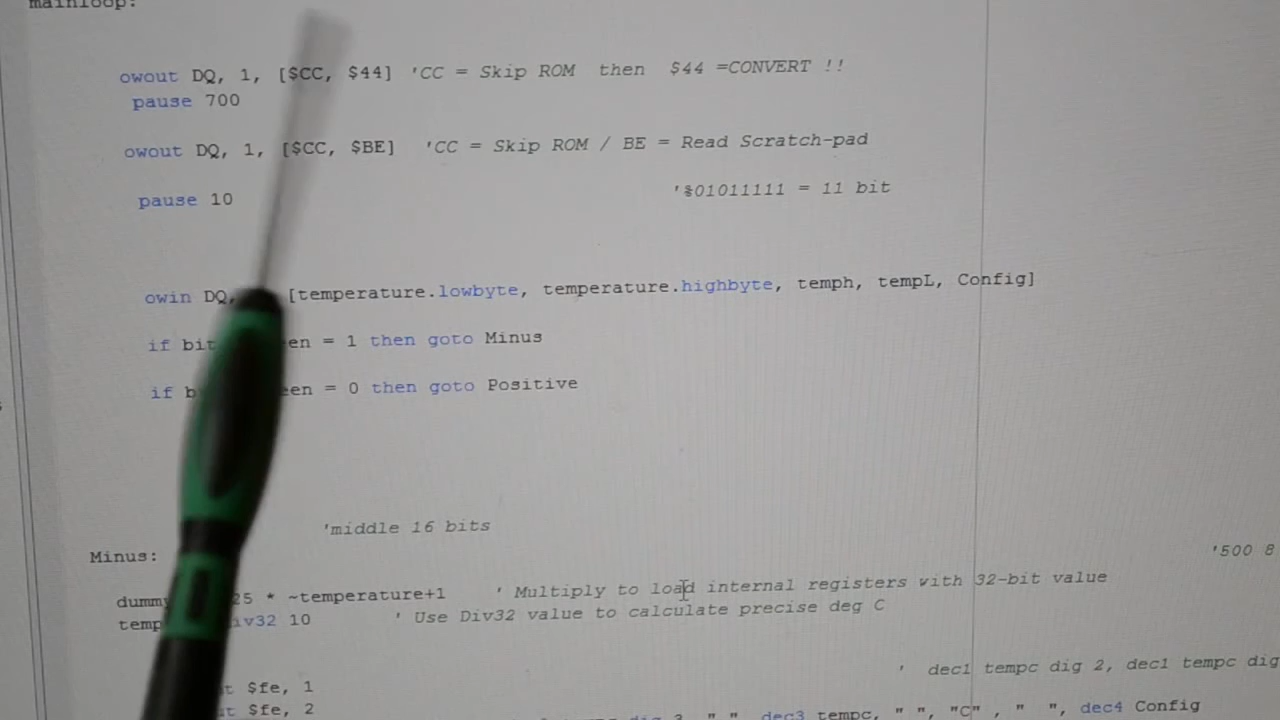 mainloop:
owout DQ, 1, [$CC, $44] 'CC = Skip ROM then $44 =CONVERT !!
pause 700
owout DQ, 1, [$CC, $BE] 'CC = Skip ROM / BE = Read Scratch-pad
'%01011111 = 11 bit
pause 10
owin DQ, [temperature.lowbyte, temperature.highbyte, temph, tempL, Config]
if = 1 then goto Minus
if = 0 then goto Positive
'middle 16 bits
Minus:
'500 8
25 * ~temperature+1 ' Multiply to load internal registers with 32-bit value
10 ' Use Div32 value to calculate precise deg C
' dec1 tempc dig 2, dec1 tempc dig
$fe, 1
$fe, 2
" ", dec3 tempc, " ", "C" , " ", dec4 Config